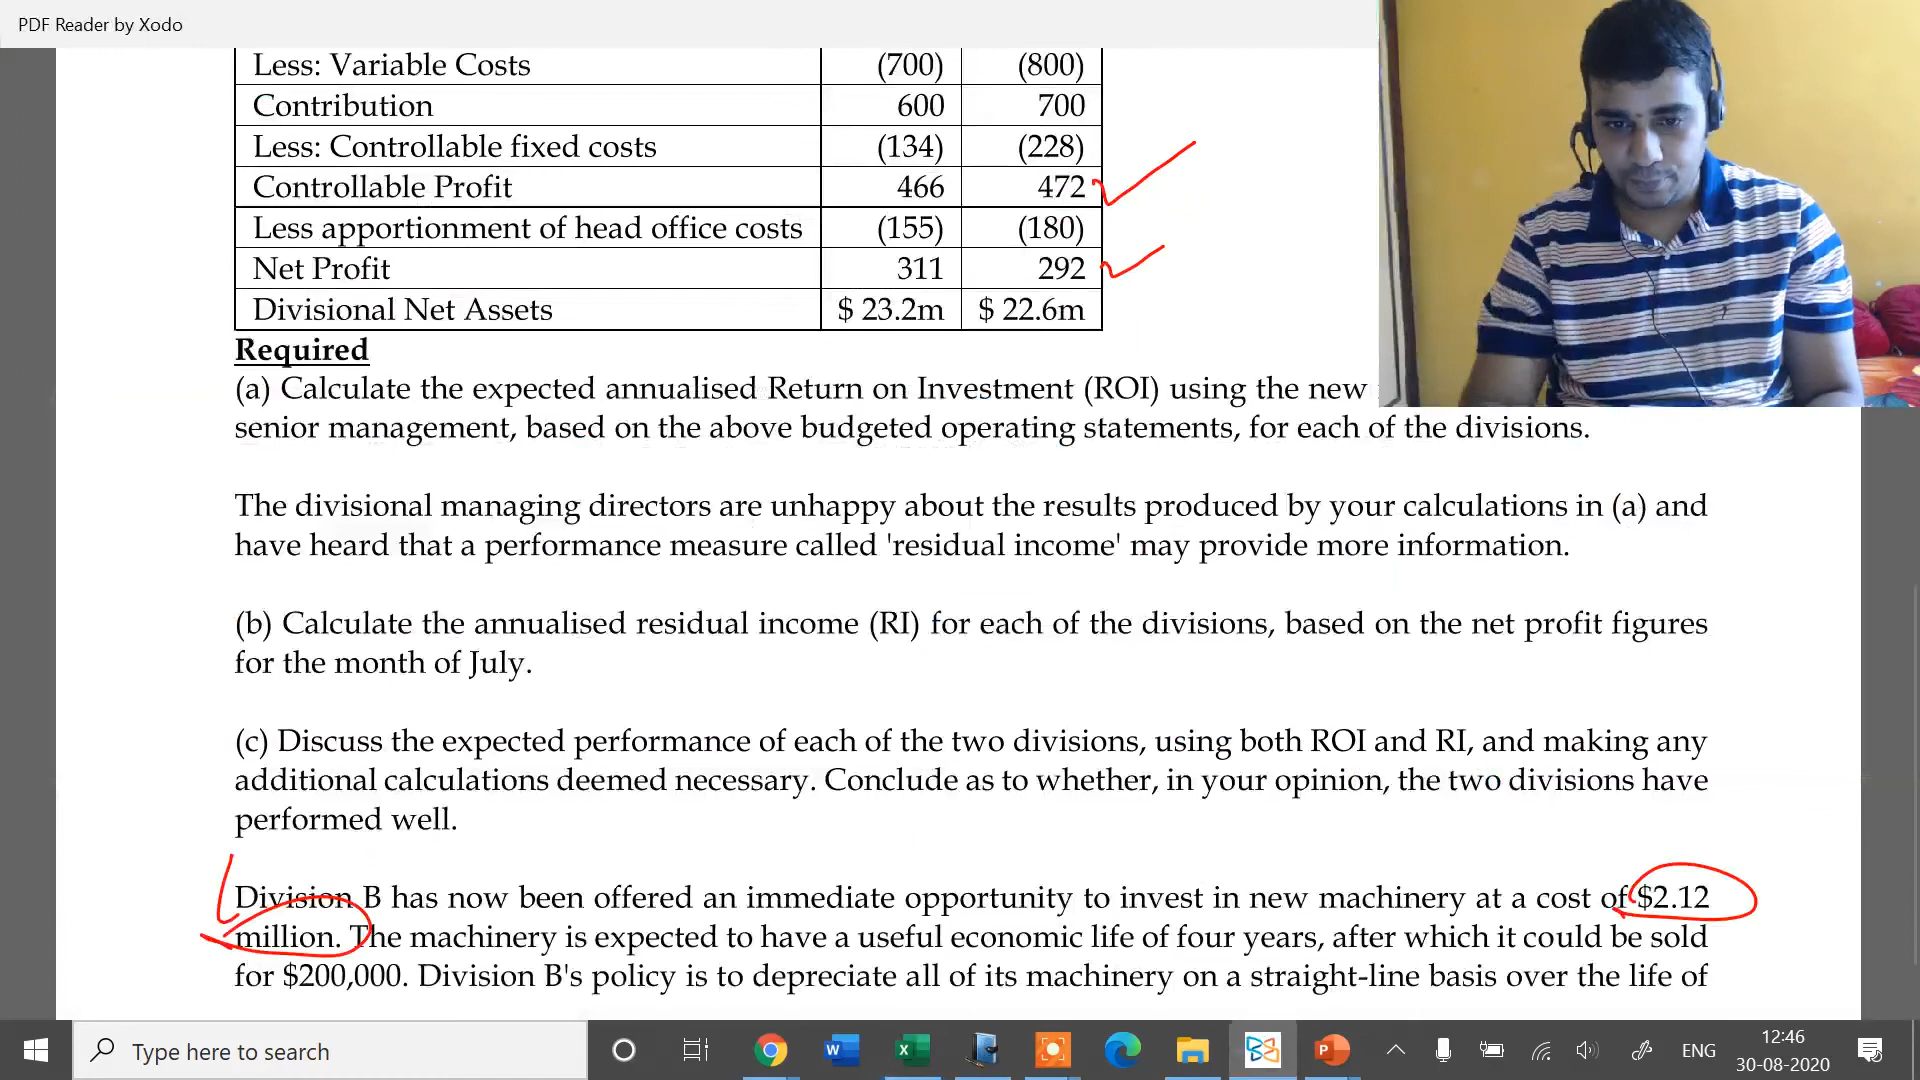 PDF Reader by Xodo
Less: Variable Costs (700) (800)
Contribution 600 700
Less: Controllable fixed costs (134) (228)
Controllable Profit 466 472
Less apportionment of head office costs (155) (180)
Net Profit 311 292
Divisional Net Assets $ 23.2m $ 22.6m
Required
(a) Calculate the expected annualised Return on Investment (ROI) using the new
senior management, based on the above budgeted operating statements, for each of the divisions.
The divisional managing directors are unhappy about the results produced by your calculations in (a) and
have heard that a performance measure called 'residual income' may provide more information.
(b) Calculate the annualised residual income (RI) for each of the divisions, based on the net profit figures
for the month of July.
(c) Discuss the expected performance of each of the two divisions, using both ROI and RI, and making any
additional calculations deemed necessary. Conclude as to whether, in your opinion, the two divisions have
performed well.
Division B has now been offered an immediate opportunity to invest in new machinery at a cost of $2.12
million. The machinery is expected to have a useful economic life of four years, after which it could be sold
for $200,000. Division B's policy is to depreciate all of its machinery on a straight-line basis over the life of
Type here to search
ENG
12:46
30-08-2020